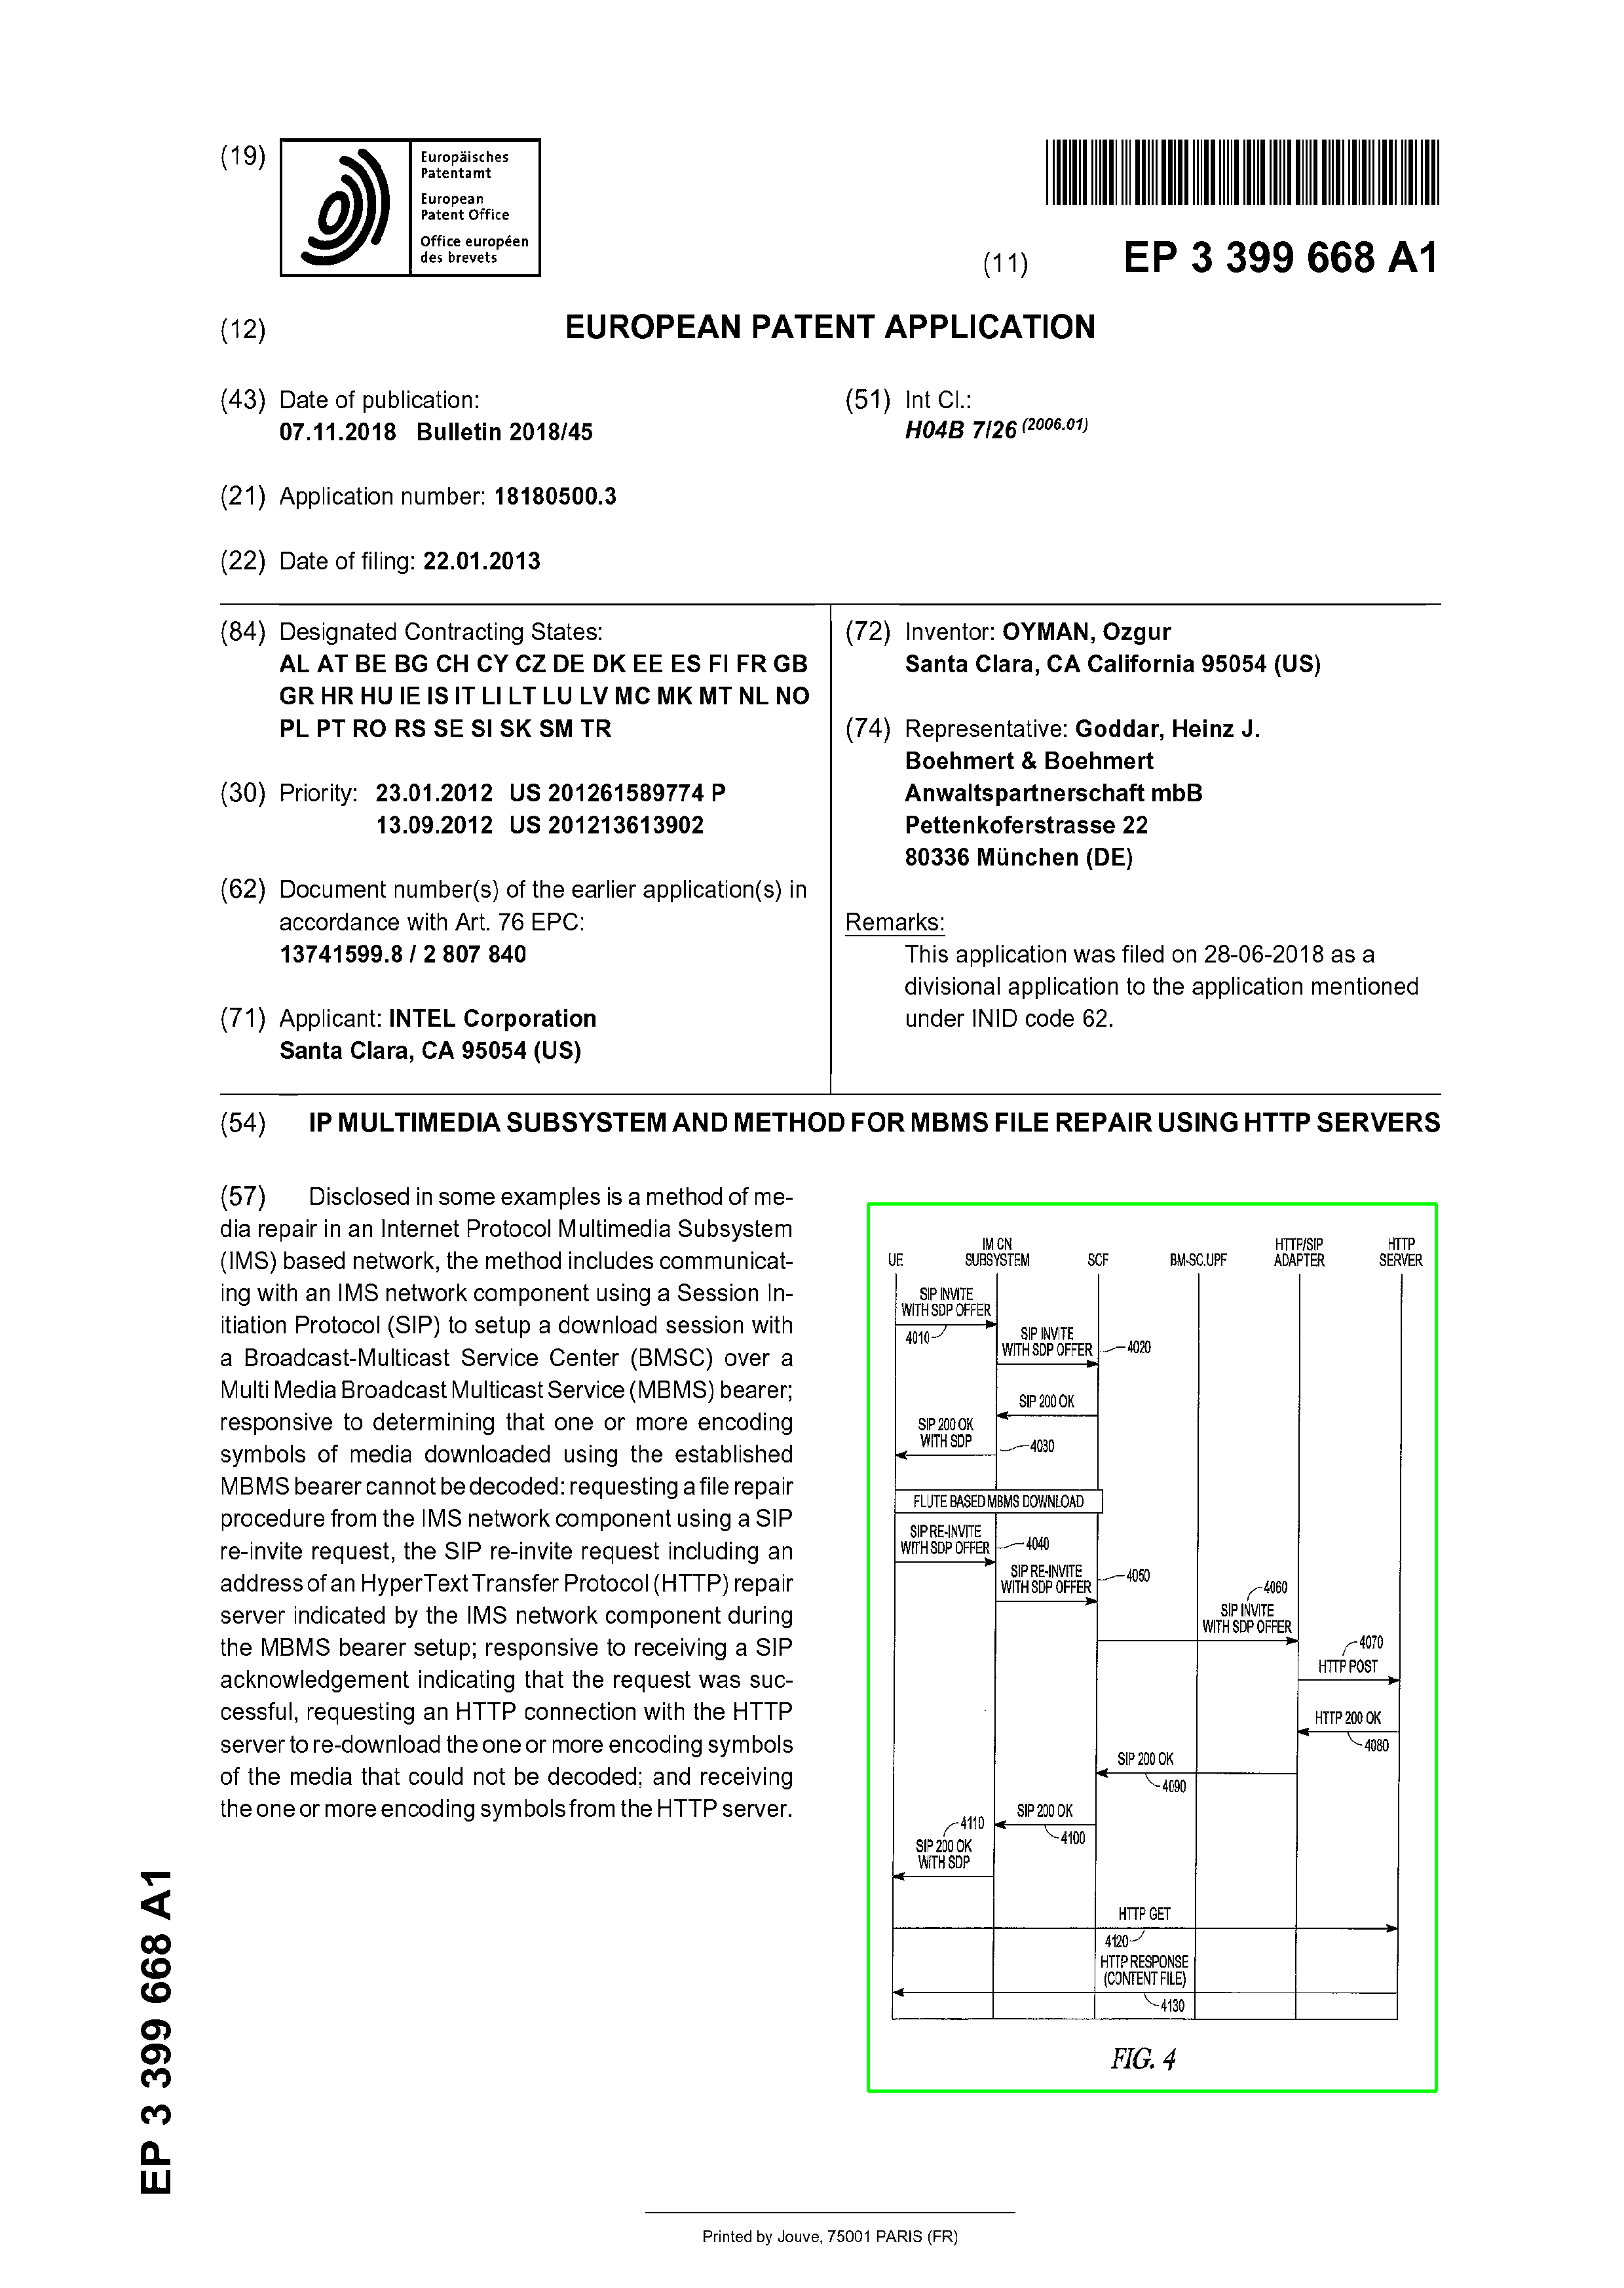 (19)
Europäisches
Patentamt
European
Patent Office
Office européen
des brevets
(11) EP 3 399 668 A1
(12) EUROPEAN PATENT APPLICATION
(43) Date of publication:
07.11.2018 Bulletin 2018/45
(21) Application number: 18180500.3
(22) Date of filing: 22.01.2013
(51) Int Cl.:
H04B 7/26 (2006.01)
(84) Designated Contracting States:
AL AT BE BG CH CY CZ DE DK EE ES FI FR GB
GR HR HU IE IS IT LI LT LU LV MC MK MT NL NO
PL PT RO RS SE SI SK SM TR
(30) Priority: 23.01.2012 US 201261589774 P
13.09.2012 US 201213613902
(62) Document number(s) of the earlier application(s) in
accordance with Art. 76 EPC:
13741599.8 / 2 807 840
(71) Applicant: INTEL Corporation
Santa Clara, CA 95054 (US)
(72) Inventor: OYMAN, Ozgur
Santa Clara, CA California 95054 (US)
(74) Representative: Goddar, Heinz J.
Boehmert & Boehmert
Anwaltspartnerschaft mbB
Pettenkoferstrasse 22
80336 München (DE)
Remarks:
This application was filed on 28-06-2018 as a
divisional application to the application mentioned
under INID code 62.
(54) IP MULTIMEDIA SUBSYSTEM AND METHOD FOR MBMS FILE REPAIR USING HTTP SERVERS
(57) Disclosed in some examples is a method of me-
dia repair in an Internet Protocol Multimedia Subsystem
(IMS) based network, the method includes communicat-
ing with an IMS network component using a Session In-
itiation Protocol (SIP) to setup a download session with
a Broadcast-Multicast Service Center (BMSC) over a
Multi Media Broadcast Multicast Service (MBMS) bearer;
responsive to determining that one or more encoding
symbols of media downloaded using the established
MBMS bearer cannot be decoded: requesting a file repair
procedure from the IMS network component using a SIP
re-invite request, the SIP re-invite request including an
address of an HyperText Transfer Protocol (HTTP) repair
server indicated by the IMS network component during
the MBMS bearer setup; responsive to receiving a SIP
acknowledgement indicating that the request was suc-
cessful, requesting an HTTP connection with the HTTP
server to re-download the one or more encoding symbols
of the media that could not be decoded; and receiving
the one or more encoding symbols from the HTTP server.
UE
IM CN
SUBSYSTEM
SCF
BM-SC.UPF
HTTP/SIP
ADAPTER
HTTP
SERVER
SIP INVITE
WITH SDP OFFER
4010
SIP INVITE
WITH SDP OFFER
4020
SIP 200 OK
SIP 200 OK
WITH SDP
4030
FLUTE BASED MBMS DOWNLOAD
SIP RE-INVITE
WITH SDP OFFER
4040
SIP RE-INVITE
WITH SDP OFFER
4050
4060
SIP INVITE
WITH SDP OFFER
4070
HTTP POST
HTTP 200 OK
4080
SIP 200 OK
4090
SIP 200 OK
4100
4110
SIP 200 OK
WITH SDP
HTTP GET
4120
HTTP RESPONSE
(CONTENT FILE)
4130
FIG. 4
EP 3 399 668 A1
Printed by Jouve, 75001 PARIS (FR)